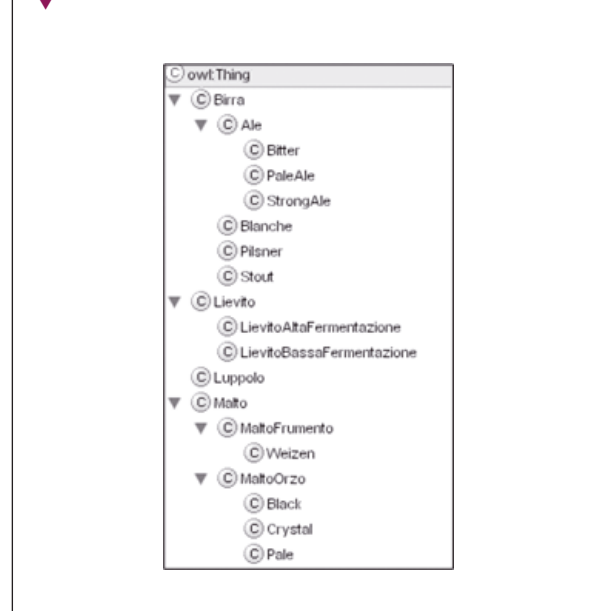 C owl:Thing
C Birra
C Ale
C Bitter
C PaleAle
C StrongAle
C Blanche
C Pilsner
C Stout
C Lievito
C LievitoAltaFermentazione
C LievitoBassaFermentazione
C Luppolo
C Malto
C MaltoFrumento
C Weizen
C MaltoOrzo
C Black
C Crystal
C Pale